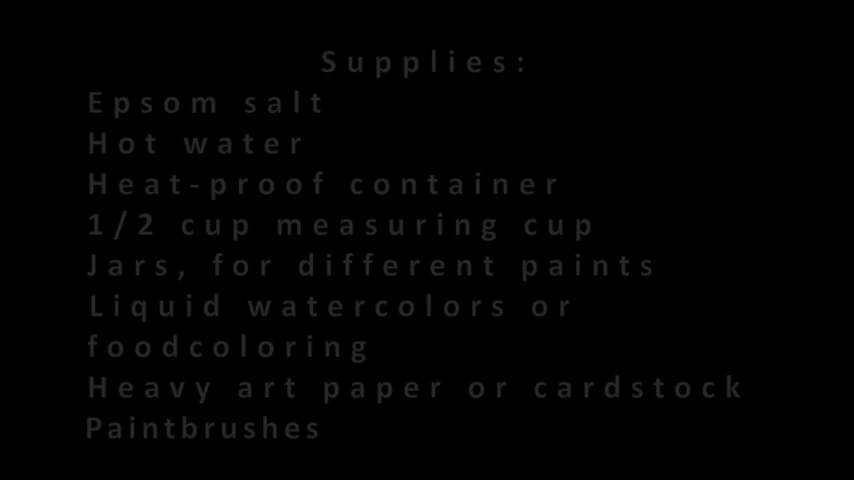 Supplies:
Epsom salt
Hot water
Heat-proof container
1/2 cup measuring cup
Jars, for different paints
Liquid watercolors or
foodcoloring
Heavy art paper or cardstock
Paintbrushes